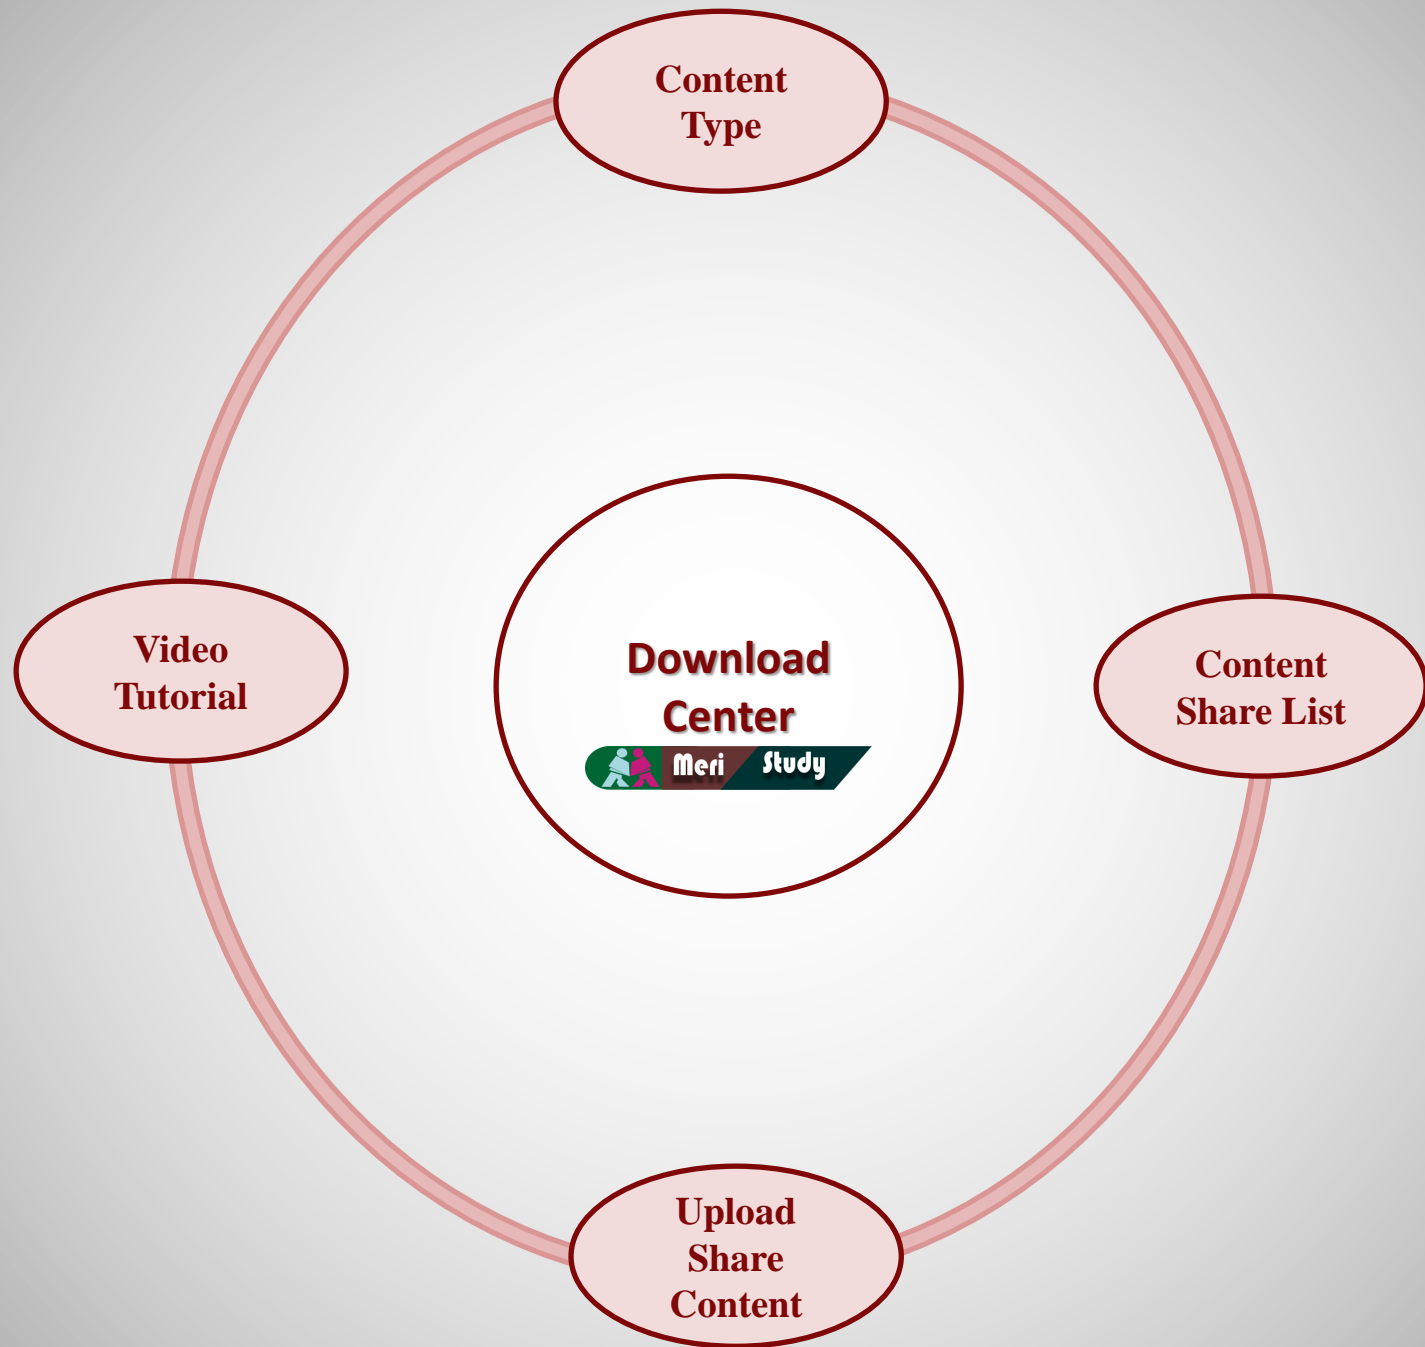 Content
Type
Video
Tutorial
Download
Center
Meri Study
Content
Share List
Upload
Share
Content